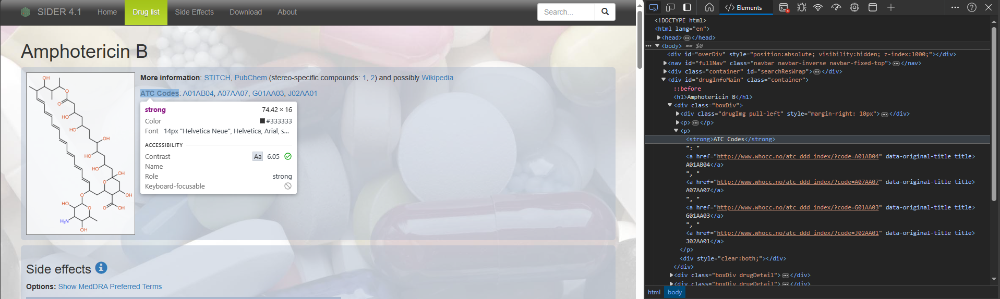 SIDER 4.1 Home Drug list Side Effects Download About Search...
Amphotericin B
OH
O
O
HO
HO
OH
HO
OH
HO
OH
O
OH
O
O
OH
HO
O
H₂N
OH
More information: STITCH, PubChem (stereo-specific compounds: 1, 2) and possibly Wikipedia
ATC Codes: A01AB04, A07AA07, G01AA03, J02AA01
strong 74.42 × 16
Color #333333
Font 14px "Helvetica Neue", Helvetica, Arial, s...
ACCESSIBILITY
Contrast Aa 6.05
Name
Role strong
Keyboard-focusable
Side effects
Options: Show MedDRA Preferred Terms
Elements
<!DOCTYPE html>
<html lang="en">
<head> ... </head>
... <body> == $0
<div id="overDiv" style="position:absolute; visibility:hidden; z-index:1000;"></div>
<nav id="fullNav" class="navbar navbar-inverse navbar-fixed-top"> ... </nav>
<div class="container" id="searchResWrap"> ... </div>
<div id="drugInfoMain" class="container">
::before
<h1>Amphotericin B</h1>
<div class="boxDiv">
<div class="drugImg pull-left" style="margin-right: 10px"> ... </div>
<p> ... </p>
<p>
<strong>ATC Codes</strong>
": "
<a href="http://www.whocc.no/atc_ddd_index/?code=A01AB04" data-original-title title>
A01AB04</a>
", "
<a href="http://www.whocc.no/atc_ddd_index/?code=A07AA07" data-original-title title>
A07AA07</a>
", "
<a href="http://www.whocc.no/atc_ddd_index/?code=G01AA03" data-original-title title>
G01AA03</a>
", "
<a href="http://www.whocc.no/atc_ddd_index/?code=J02AA01" data-original-title title>
J02AA01</a>
</p>
<div style="clear:both;"></div>
</div>
<div class="boxDiv drugDetail"> ... </div>
<div class="boxDiv drugDetail"> ... </div>
html body